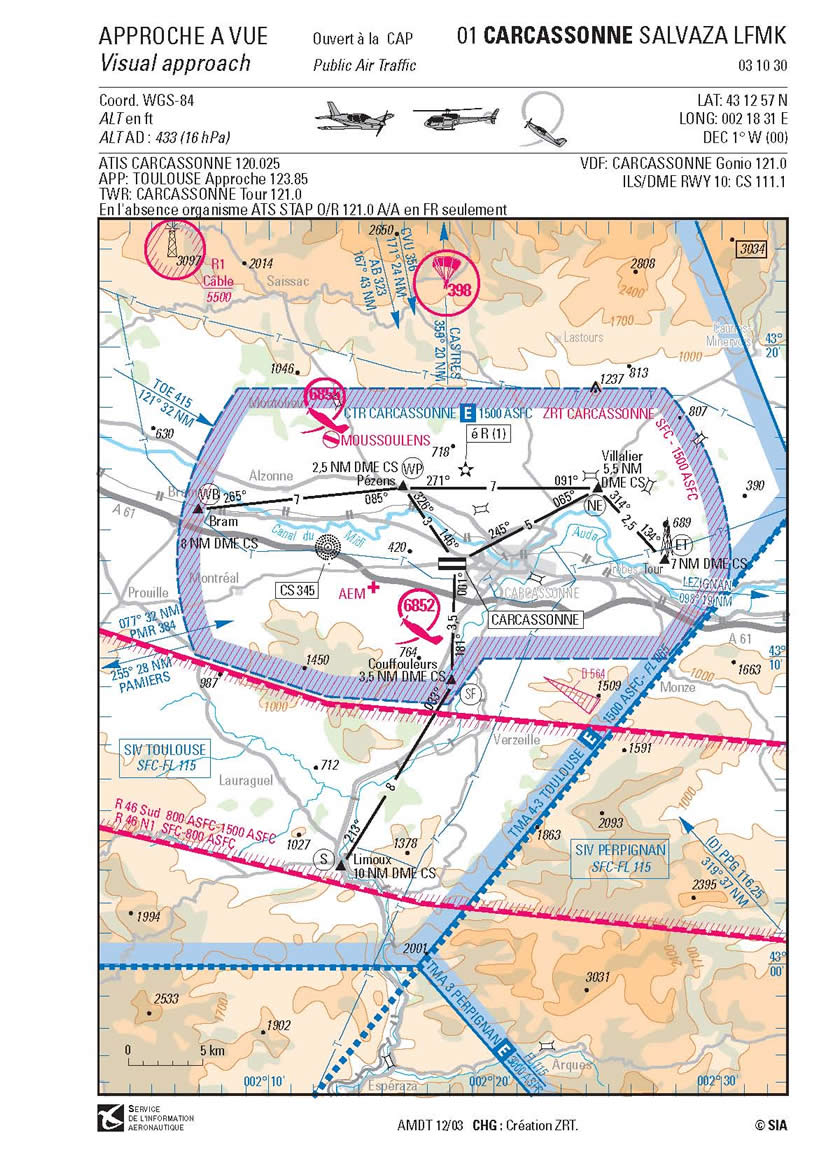 APPROCHE A VUE
Visual approach
Ouvert à la CAP
Public Air Traffic
01 CARCASSONNE SALVAZA LFMK
03 10 30
Coord. WGS-84
ALT en ft
ALT AD : 433 (16 hPa)
LAT: 43 12 57 N
LONG: 002 18 31 E
DEC 1° W (00)
ATIS CARCASSONNE 120.025
APP: TOULOUSE Approche 123.85
TWR: CARCASSONNE Tour 121.0
En l'absence organisme ATS STAP O/R 121.0 A/A en FR seulement
VDF: CARCASSONNE Gonio 121.0
ILS/DME RWY 10: CS 111.1
3097
R1
Câble
5500
2014
Saissac
2650
CVU 356
171° 24 NM
AB 323
167° 43 NM
398
CASTRES
359° 20 NM
2808
2400
1700
3034
Lastours
43°
20'
1000
1046
TOE 415
121° 32 NM
630
Montolieu
6855
MOUSSOULENS
CTR CARCASSONNE E 1500 ASFC
ZRT CARCASSONNE
SFC - 1500 ASFC
1237
813
807
é R (1)
718
Villalier
5,5 NM
DME CS
2,5 NM DME CS
WP
Pézens
271°
7
091°
Alzonne
WB
265°
7
085°
Bram
8 NM DME CS
A 61
Canal du Midi
328°
3
146°
245°
5
065°
NE
314°
2,5
134°
390
689
ET
Tour
7 NM DME CS
Aude
420
CS 345
Montréal
Prouille
AEM
6852
001°
3,5
181°
CARCASSONNE
CARCASSONNE
LEZIGNAN
098° 19 NM
A 61
077° 32 NM
PMR 384
255° 28 NM
PAMIERS
987
1000
1450
764
Couffouleurs
3,5 NM DME CS
SF
033°
D 564
1509
Monze
1663
43°
10'
Verzeille
1591
SIV TOULOUSE
SFC-FL 115
712
Lauraguel
8
213°
R 46 Sud 800 ASFC-1500 ASFC
R 46 N1 SFC-800 ASFC
1027
S
Limoux
10 NM DME CS
1378
TMA 4-3 TOULOUSE E 1500 ASFC- FL 065
1863
2093
1000
SIV PERPIGNAN
SFC-FL 115
(D) PPG 116.25
319° 37 NM
2395
1994
2001
43°
00'
2533
1700
1902
TMA 3 PERPIGNAN E
3031
Arques
Espéraza
0 5 km
002°10'
002°20'
002°30'
SERVICE
DE L'INFORMATION
AERONAUTIQUE
AMDT 12/03 CHG : Création ZRT.
© SIA